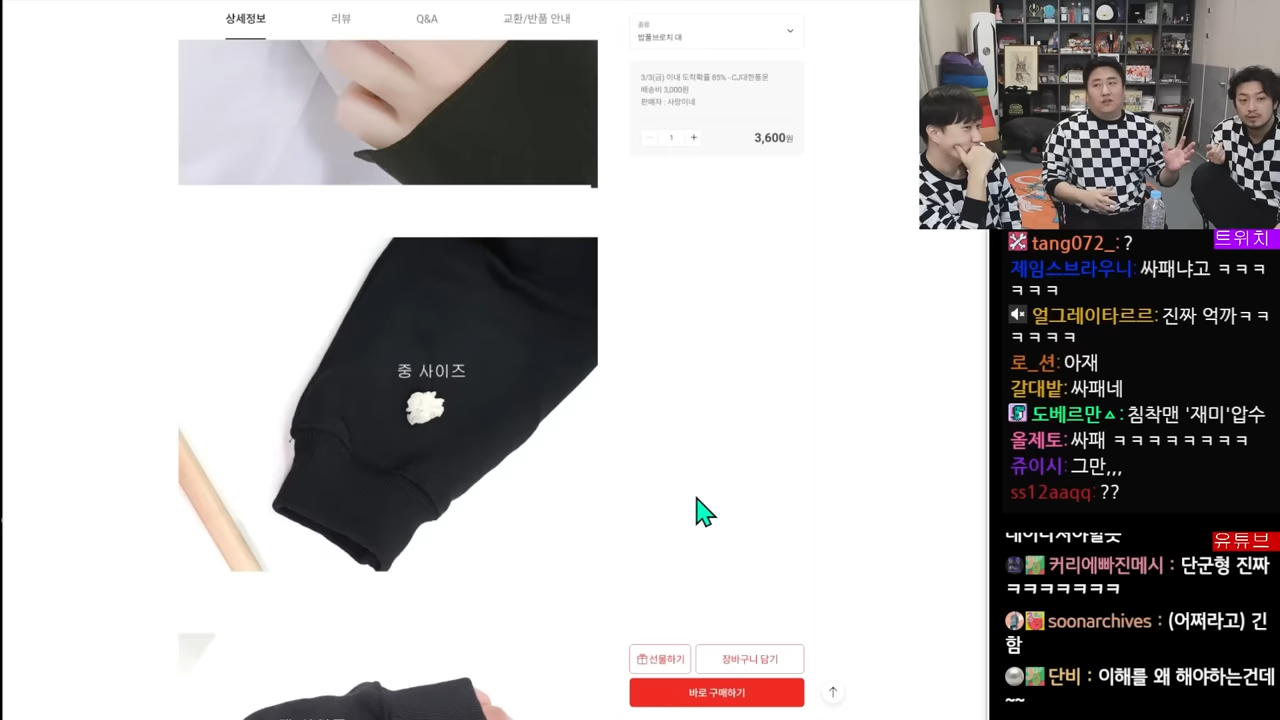 상세정보
리뷰
Q&A
교환/반품 안내
종류
밥풀브로치 대
3/3(금) 이내 도착확률 85% - CJ대한통운
배송비 3,000원
판매자 : 사랑이네
1
+
3,600원
중 사이즈
선물하기
장바구니 담기
바로 구매하기
트위치
tang072_: ?
제임스브라우니: 싸패냐고 ㅋㅋㅋ
ㅋㅋㅋ
얼그레이타르르: 진짜 억까ㅋㅋ
ㅋㅋㅋㅋ
로_션: 아재
갈대밭: 싸패네
도베르만ㅿ: 침착맨 '재미'압수
올제토: 싸패 ㅋㅋㅋㅋㅋㅋㅋㅋ
쥬이시: 그만,,,
ss12aaqq: ??
유튜브
커리에빠진메시 : 단군형 진짜
ㅋㅋㅋㅋㅋㅋㅋ
soonarchives : (어쩌라고) 긴
함
단비 : 이해를 왜 해야하는건데
~~